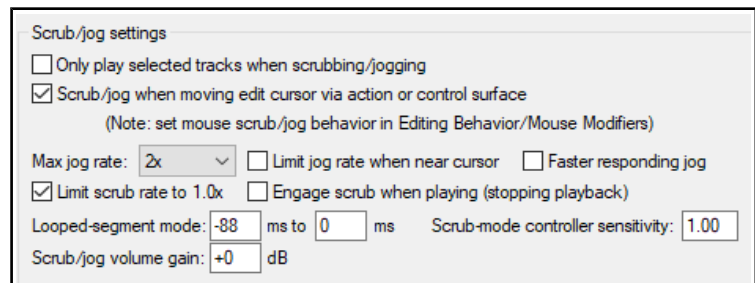 Scrub/jog settings
Only play selected tracks when scrubbing/jogging
Scrub/jog when moving edit cursor via action or control surface
(Note: set mouse scrub/jog behavior in Editing Behavior/Mouse Modifiers)
Max jog rate: 2x Limit jog rate when near cursor Faster responding jog
Limit scrub rate to 1.0x Engage scrub when playing (stopping playback)
Looped-segment mode: -88 ms to 0 ms Scrub-mode controller sensitivity: 1.00
Scrub/jog volume gain: +0 dB